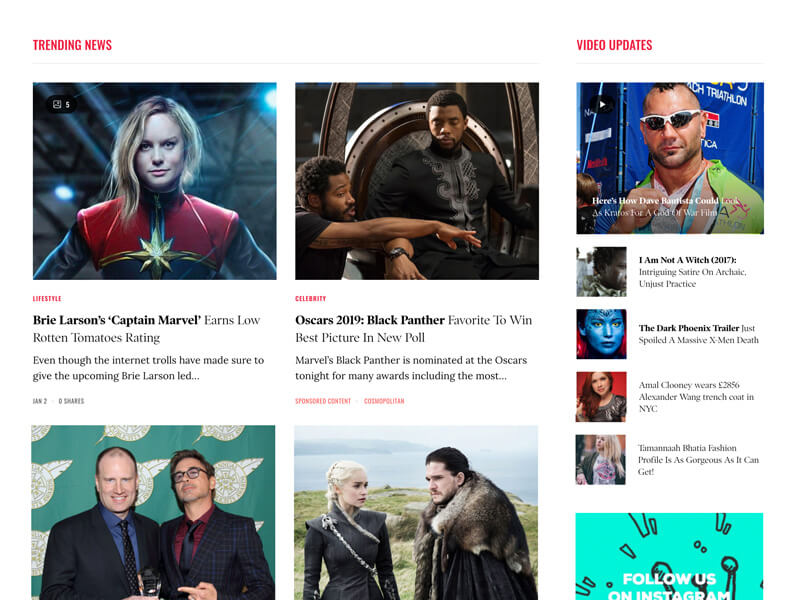 TRENDING NEWS
5
LIFESTYLE
Brie Larson's 'Captain Marvel' Earns Low
Rotten Tomatoes Rating
Even though the internet trolls have made sure to
give the upcoming Brie Larson led...
JAN 2 · 0 SHARES
CELEBRITY
Oscars 2019: Black Panther Favorite To Win
Best Picture In New Poll
Marvel's Black Panther is nominated at the Oscars
tonight for many awards including the most...
SPONSORED CONTENT · COSMOPOLITAN
VIDEO UPDATES
ACH TRIATHLON
Here's How Dave Bautista Could Look
As Kratos For A God Of War Film
I Am Not A Witch (2017):
Intriguing Satire On Archaic,
Unjust Practice
The Dark Phoenix Trailer Just
Spoiled A Massive X-Men Death
Amal Clooney wears £2856
Alexander Wang trench coat in
NYC
Tamannaah Bhatia Fashion
Profile Is As Gorgeous As It Can
Get!
FOLLOW US
ON INSTAGRAM